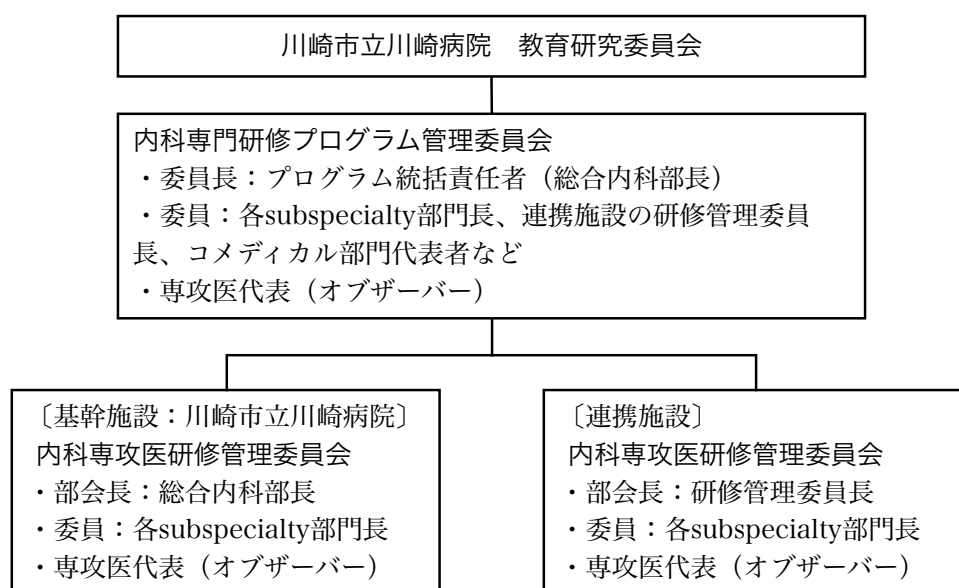 川崎市立川崎病院　教育研究委員会
内科専門研修プログラム管理委員会
・委員長：プログラム統括責任者（総合内科部長）
・委員：各subspecialty部門長、連携施設の研修管理委員
長、コメディカル部門代表者など
・専攻医代表（オブザーバー）
〔基幹施設：川崎市立川崎病院〕
内科専攻医研修管理委員会
・部会長：総合内科部長
・委員：各subspecialty部門長
・専攻医代表（オブザーバー）
〔連携施設〕
内科専攻医研修管理委員会
・部会長：研修管理委員長
・委員：各subspecialty部門長
・専攻医代表（オブザーバー）